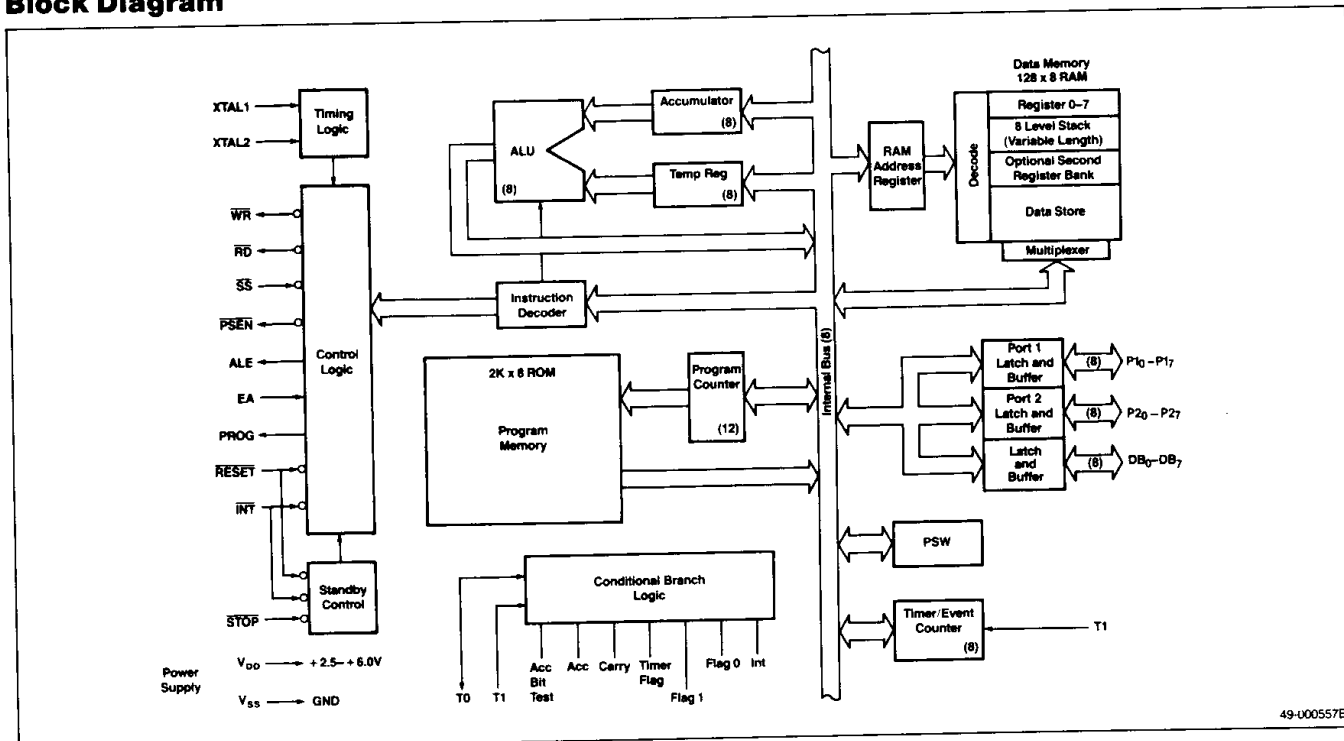 Block Diagram
XTAL1
XTAL2
Timing
Logic
WR
RD
SS
PSEN
ALE
EA
PROG
RESET
INT
STOP
Control
Logic
Standby
Control
Power
Supply
VDD
+2.5–+6.0V
VSS
GND
ALU
(8)
Accumulator
(8)
Temp Reg
(8)
Instruction
Decoder
2K x 8 ROM
Program
Memory
Program
Counter
(12)
Conditional Branch
Logic
T0
T1
Acc
Bit
Test
Acc
Carry
Timer
Flag
Flag 1
Flag 0
Int
Internal Bus (8)
RAM
Address
Register
Data Memory
128 x 8 RAM
Decode
Register 0–7
8 Level Stack
(Variable Length)
Optional Second
Register Bank
Data Store
Multiplexer
Port 1
Latch and
Buffer
(8)
P10–P17
Port 2
Latch and
Buffer
(8)
P20–P27
Latch
and
Buffer
(8)
DB0–DB7
PSW
Timer/Event
Counter
(8)
T1
49-000557B